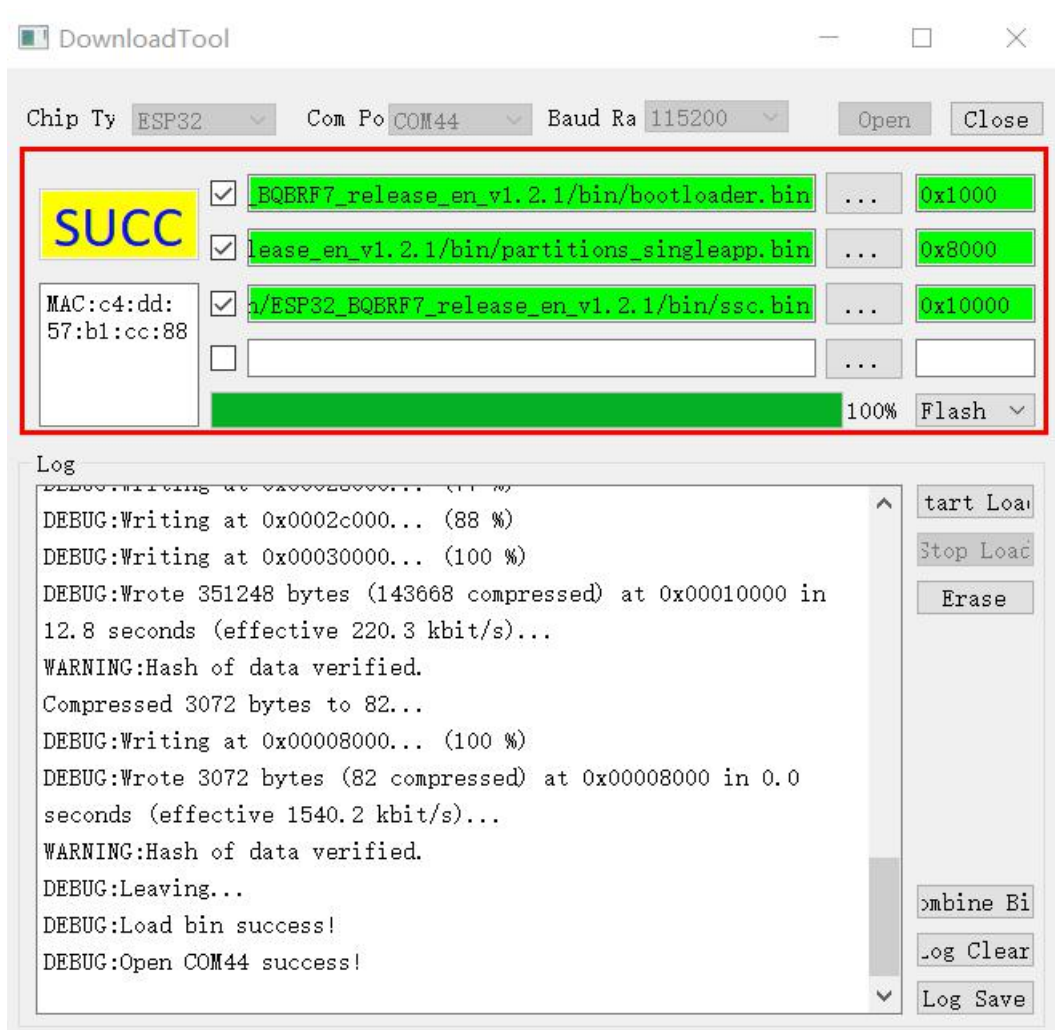 DownloadTool
Chip Ty ESP32 Com Po COM44 Baud Ra 115200 Open Close
SUCC
_BQBRF7_release_en_v1.2.1/bin/bootloader.bin ... 0x1000
lease_en_v1.2.1/bin/partitions_singleapp.bin ... 0x8000
MAC:c4:dd:
57:b1:cc:88
n/ESP32_BQBRF7_release_en_v1.2.1/bin/ssc.bin ... 0x10000
...
100% Flash
Log
DEBUG:Writing at 0x0002c000... (88 %)
DEBUG:Writing at 0x00030000... (100 %)
DEBUG:Wrote 351248 bytes (143668 compressed) at 0x00010000 in
12.8 seconds (effective 220.3 kbit/s)...
WARNING:Hash of data verified.
Compressed 3072 bytes to 82...
DEBUG:Writing at 0x00008000... (100 %)
DEBUG:Wrote 3072 bytes (82 compressed) at 0x00008000 in 0.0
seconds (effective 1540.2 kbit/s)...
WARNING:Hash of data verified.
DEBUG:Leaving...
DEBUG:Load bin success!
DEBUG:Open COM44 success!
tart Loa
Stop Load
Erase
ombine Bi
Log Clear
Log Save